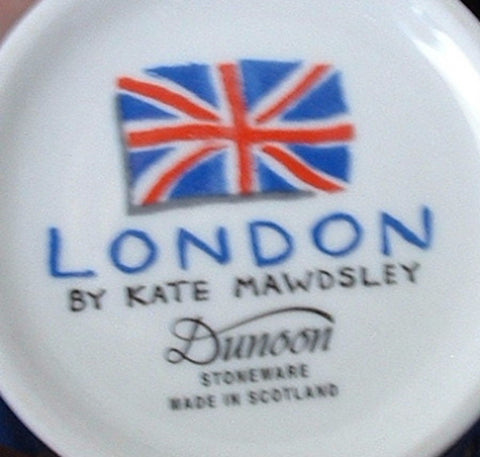 LONDON
BY KATE MAWDSLEY
Dunoon
STONEWARE
MADE IN SCOTLAND